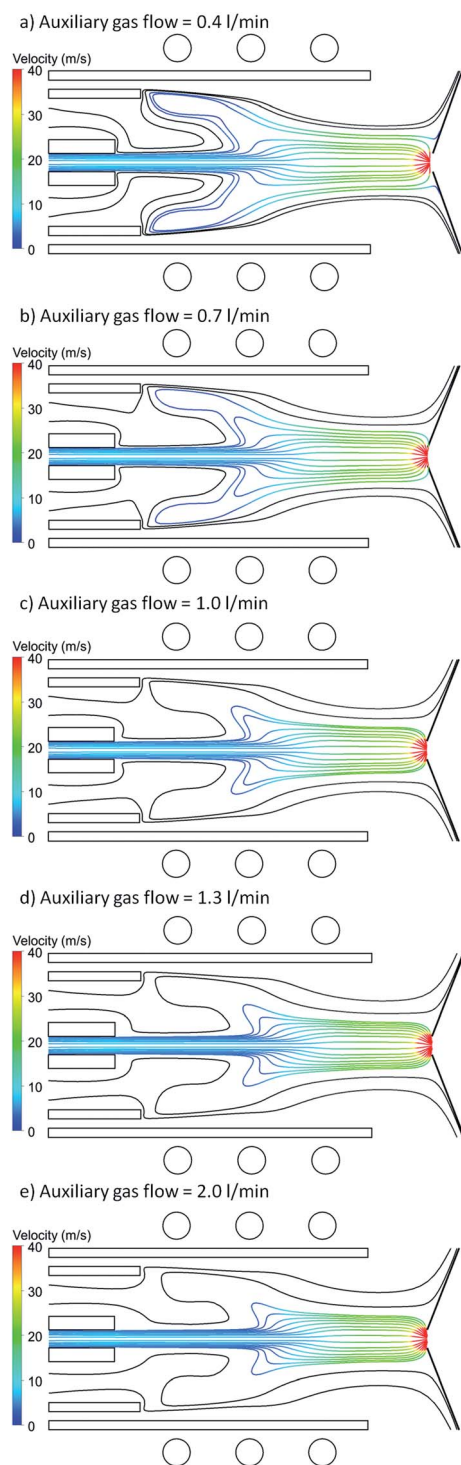 a) Auxiliary gas flow = 0.4 l/min
Velocity (m/s)
40
30
20
10
0
b) Auxiliary gas flow = 0.7 l/min
Velocity (m/s)
40
30
20
10
0
c) Auxiliary gas flow = 1.0 l/min
Velocity (m/s)
40
30
20
10
0
d) Auxiliary gas flow = 1.3 l/min
Velocity (m/s)
40
30
20
10
0
e) Auxiliary gas flow = 2.0 l/min
Velocity (m/s)
40
30
20
10
0